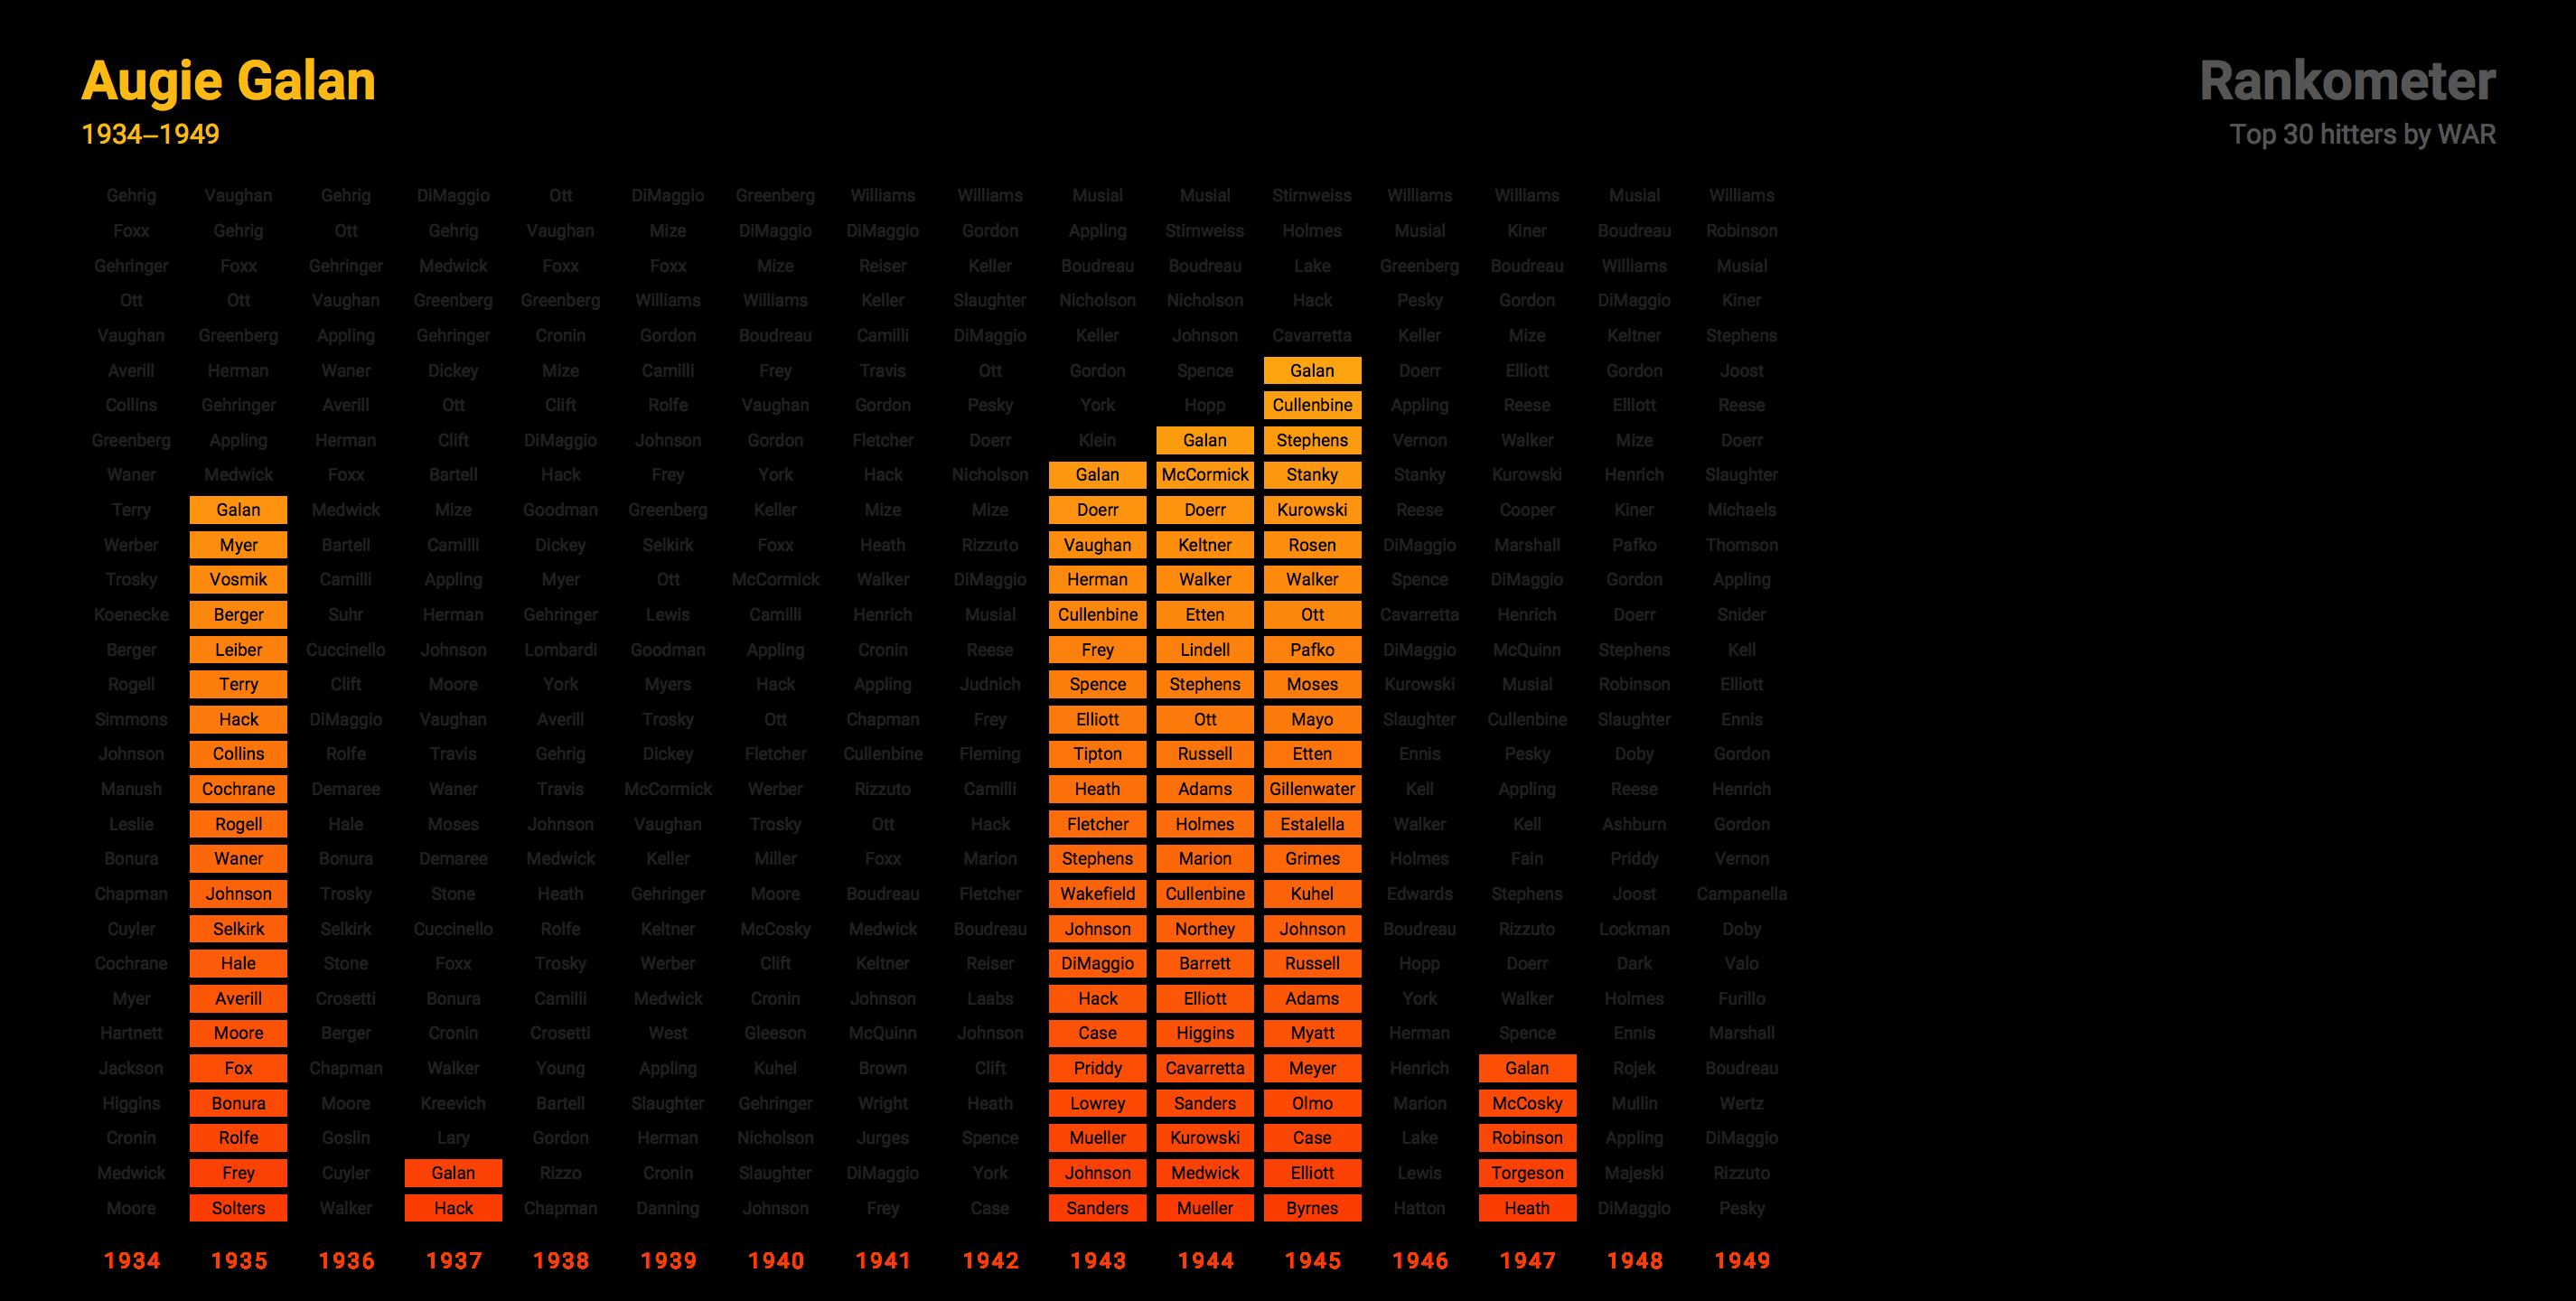 Augie Galan
1934–1949
Rankometer
Top 30 hitters by WAR
Gehrig Vaughan Gehrig DiMaggio Ott DiMaggio Greenberg Williams Williams Musial Musial Stirnweiss Williams Williams Musial Williams
Foxx Gehrig Ott Gehrig Vaughan Mize DiMaggio DiMaggio Gordon Appling Stirnweiss Holmes Musial Kiner Boudreau Robinson
Gehringer Foxx Gehringer Medwick Foxx Foxx Mize Reiser Keller Boudreau Boudreau Lake Greenberg Boudreau Williams Musial
Ott Ott Vaughan Greenberg Greenberg Williams Williams Keller Slaughter Nicholson Nicholson Hack Pesky Gordon DiMaggio Kiner
Vaughan Greenberg Appling Gehringer Cronin Gordon Boudreau Camilli DiMaggio Keller Johnson Cavarretta Keller Mize Keltner Stephens
Averill Herman Waner Dickey Mize Camilli Frey Travis Ott Gordon Spence Galan Doerr Elliott Gordon Joost
Collins Gehringer Averill Ott Clift Rolfe Vaughan Gordon Pesky York Hopp Cullenbine Appling Reese Elliott Reese
Greenberg Appling Herman Clift DiMaggio Johnson Gordon Fletcher Doerr Klein Galan Stephens Vernon Walker Mize Doerr
Waner Medwick Foxx Bartell Hack Frey York Hack Nicholson Galan McCormick Stanky Stanky Kurowski Henrich Slaughter
Terry Galan Medwick Mize Goodman Greenberg Keller Mize Mize Doerr Doerr Kurowski Reese Cooper Kiner Michaels
Werber Myer Bartell Camilli Dickey Selkirk Foxx Heath Rizzuto Vaughan Keltner Rosen DiMaggio Marshall Pafko Thomson
Trosky Vosmik Camilli Appling Myer Ott McCormick Walker DiMaggio Herman Walker Walker Spence DiMaggio Gordon Appling
Koenecke Berger Suhr Herman Gehringer Lewis Camilli Henrich Musial Cullenbine Etten Ott Cavarretta Henrich Doerr Snider
Berger Leiber Cuccinello Johnson Lombardi Goodman Appling Cronin Reese Frey Lindell Pafko DiMaggio McQuinn Stephens Kell
Rogell Terry Clift Moore York Myers Hack Appling Judnich Spence Stephens Moses Kurowski Musial Robinson Elliott
Simmons Hack DiMaggio Vaughan Averill Trosky Ott Chapman Frey Elliott Ott Mayo Slaughter Cullenbine Slaughter Ennis
Johnson Collins Rolfe Travis Gehrig Dickey Fletcher Cullenbine Fleming Tipton Russell Etten Ennis Pesky Doby Gordon
Manush Cochrane Demaree Waner Travis McCormick Werber Rizzuto Camilli Heath Adams Gillenwater Kell Appling Reese Henrich
Leslie Rogell Hale Moses Johnson Vaughan Trosky Ott Hack Fletcher Holmes Estalella Walker Kell Ashburn Gordon
Bonura Waner Bonura Demaree Medwick Keller Miller Foxx Marion Stephens Marion Grimes Holmes Fain Priddy Vernon
Chapman Johnson Trosky Stone Heath Gehringer Moore Boudreau Fletcher Wakefield Cullenbine Kuhel Edwards Stephens Joost Campanella
Cuyler Selkirk Selkirk Cuccinello Rolfe Keltner McCosky Medwick Boudreau Johnson Northey Johnson Boudreau Rizzuto Lockman Doby
Cochrane Hale Stone Foxx Trosky Werber Clift Keltner Reiser DiMaggio Barrett Russell Hopp Doerr Dark Valo
Myer Averill Crosetti Bonura Camilli Medwick Cronin Johnson Laabs Hack Elliott Adams York Walker Holmes Furillo
Hartnett Moore Berger Cronin Crosetti West Gleeson McQuinn Johnson Case Higgins Myatt Herman Spence Ennis Marshall
Jackson Fox Chapman Walker Young Appling Kuhel Brown Clift Priddy Cavarretta Meyer Henrich Galan Rojek Boudreau
Higgins Bonura Moore Kreevich Bartell Slaughter Gehringer Wright Heath Lowrey Sanders Olmo Marion McCosky Mullin Wertz
Cronin Rolfe Goslin Lary Gordon Herman Nicholson Jurges Spence Mueller Kurowski Case Lake Robinson Appling DiMaggio
Medwick Frey Cuyler Galan Rizzo Cronin Slaughter DiMaggio York Johnson Medwick Elliott Lewis Torgeson Majeski Rizzuto
Moore Solters Walker Hack Chapman Danning Johnson Frey Case Sanders Mueller Byrnes Hatton Heath DiMaggio Pesky
1934 1935 1936 1937 1938 1939 1940 1941 1942 1943 1944 1945 1946 1947 1948 1949